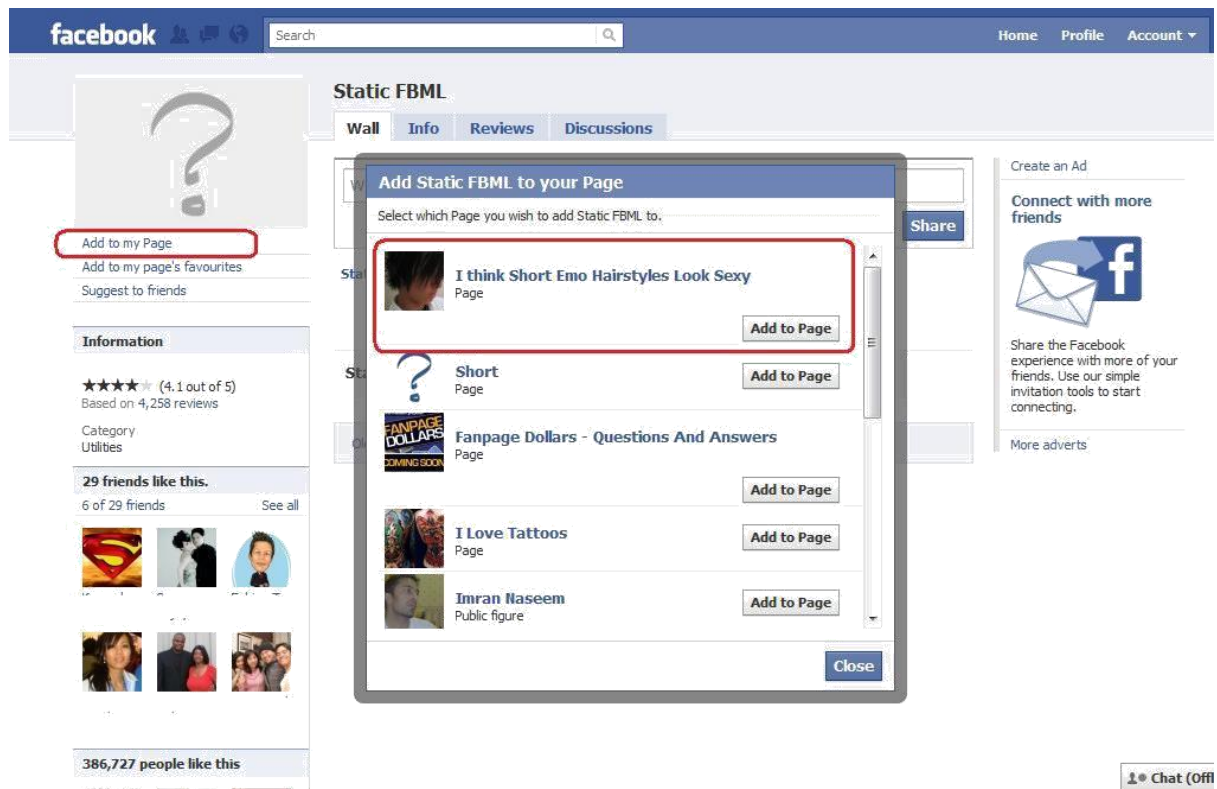 facebook
Search
Home Profile Account
Static FBML
Wall Info Reviews Discussions
Add to my Page
Add to my page's favourites
Suggest to friends
Information
(4.1 out of 5)
Based on 4,258 reviews
Category
Utilities
29 friends like this.
6 of 29 friends See all
386,727 people like this
W
Share
Sta
Sta
Add Static FBML to your Page
Select which Page you wish to add Static FBML to.
I think Short Emo Hairstyles Look Sexy
Page
Add to Page
Short
Page
Add to Page
FANPAGE
DOLLARS
COMING SOON
Fanpage Dollars - Questions And Answers
Page
Add to Page
I Love Tattoos
Page
Add to Page
Imran Naseem
Public figure
Add to Page
Close
Create an Ad
Connect with more
friends
f
Share the Facebook
experience with more of your
friends. Use our simple
invitation tools to start
connecting.
More adverts
Chat (Offl